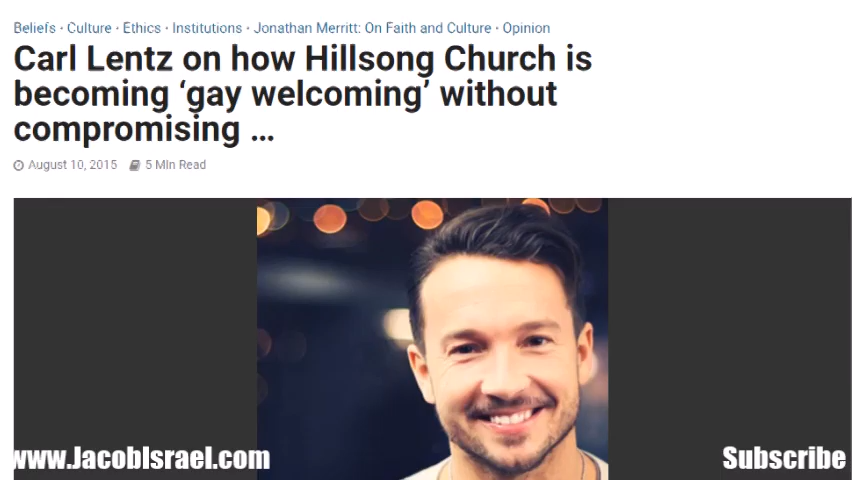 Beliefs · Culture · Ethics · Institutions · Jonathan Merritt: On Faith and Culture · Opinion
Carl Lentz on how Hillsong Church is
becoming ‘gay welcoming’ without
compromising ...
August 10, 2015 5 Min Read
www.JacobIsrael.com
Subscribe